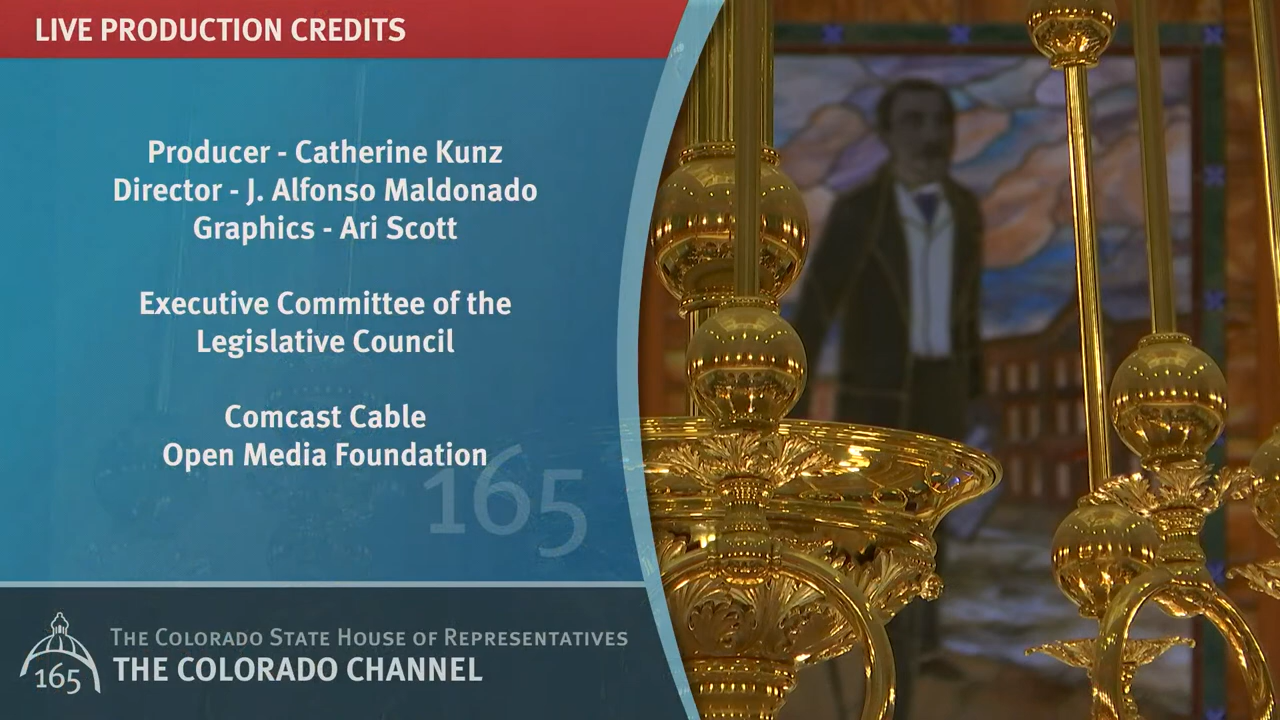 LIVE PRODUCTION CREDITS
Producer - Catherine Kunz
Director - J. Alfonso Maldonado
Graphics - Ari Scott
Executive Committee of the
Legislative Council
Comcast Cable
Open Media Foundation
165
THE COLORADO STATE HOUSE OF REPRESENTATIVES
THE COLORADO CHANNEL
165